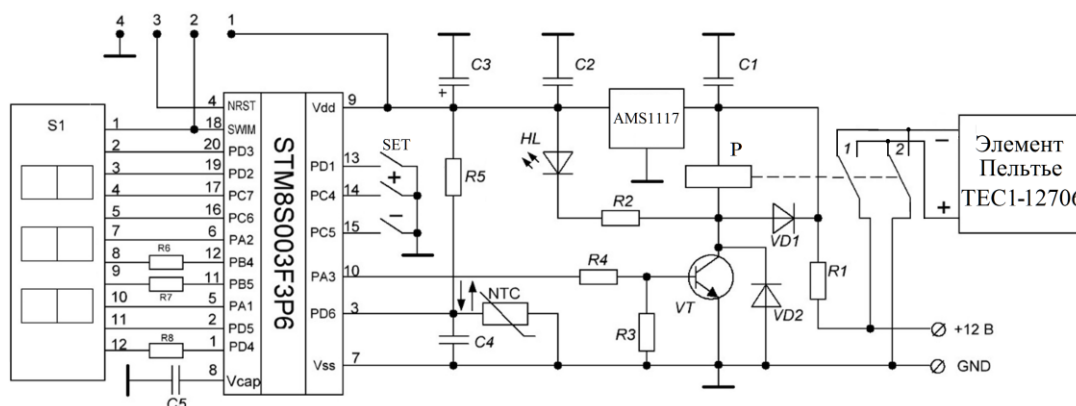 4 3 2 1
C3 C2 C1
S1
1 18 SWIM
4 NRST
2 20 PD3
3 19 PD2
4 17 PC7
5 16 PC6
7 6 PA2
8 R6 12 PB4
9 R7 11 PB5
10 5 PA1
11 2 PD5
12 R8 1 PD4
8 Vcap
C5
STM8S003F3P6
Vdd 9
PD1 13 SET
PC4 14 +
PC5 15 −
PA3 10
PD6 3
Vss 7
+
R5
HL
AMS1117
P
R2
R4
R3
NTC
C4
VT
VD1
VD2
R1
1 2
− Элемент
Пельтье
+ TEC1-12706
+12 В
GND